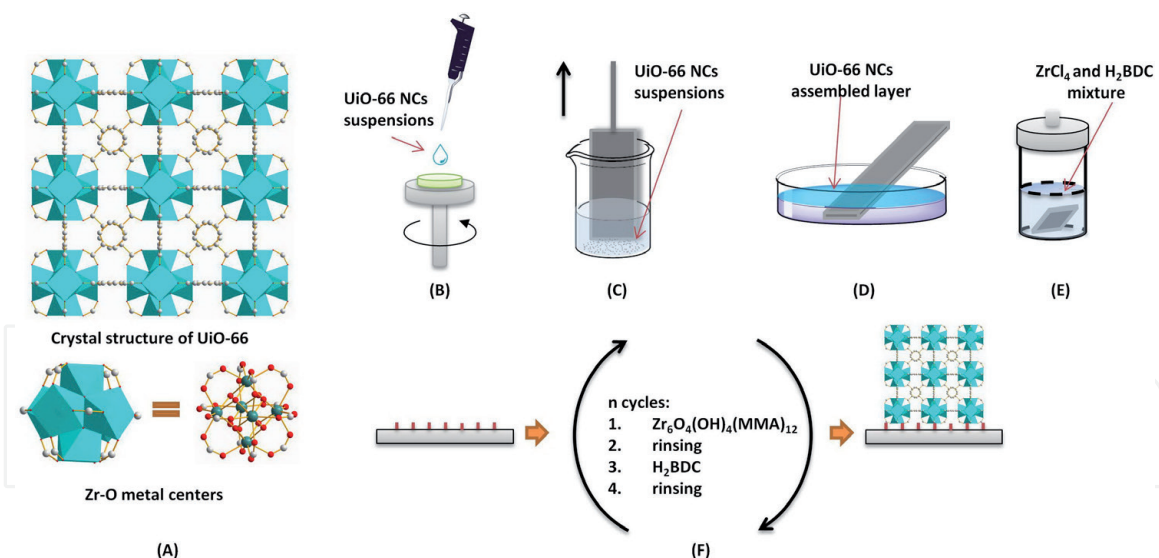 Crystal structure of UiO-66
Zr-O metal centers
(A)
UiO-66 NCs
suspensions
(B)
UiO-66 NCs
suspensions
(C)
UiO-66 NCs
assembled layer
(D)
ZrCl₄ and H₂BDC
mixture
(E)
n cycles:
1. Zr₆O₄(OH)₄(MMA)₁₂
2. rinsing
3. H₂BDC
4. rinsing
(F)